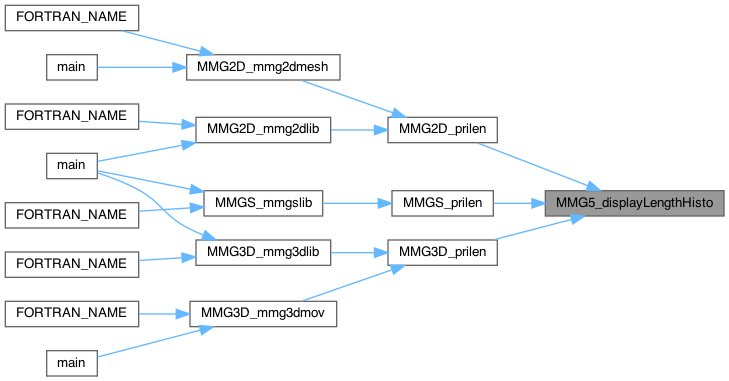 FORTRAN_NAME
main
MMG2D_mmg2dmesh
FORTRAN_NAME
MMG2D_mmg2dlib
MMG2D_prilen
main
MMGS_mmgslib
MMGS_prilen
MMG5_displayLengthHisto
FORTRAN_NAME
MMG3D_mmg3dlib
MMG3D_prilen
FORTRAN_NAME
MMG3D_mmg3dmov
FORTRAN_NAME
main